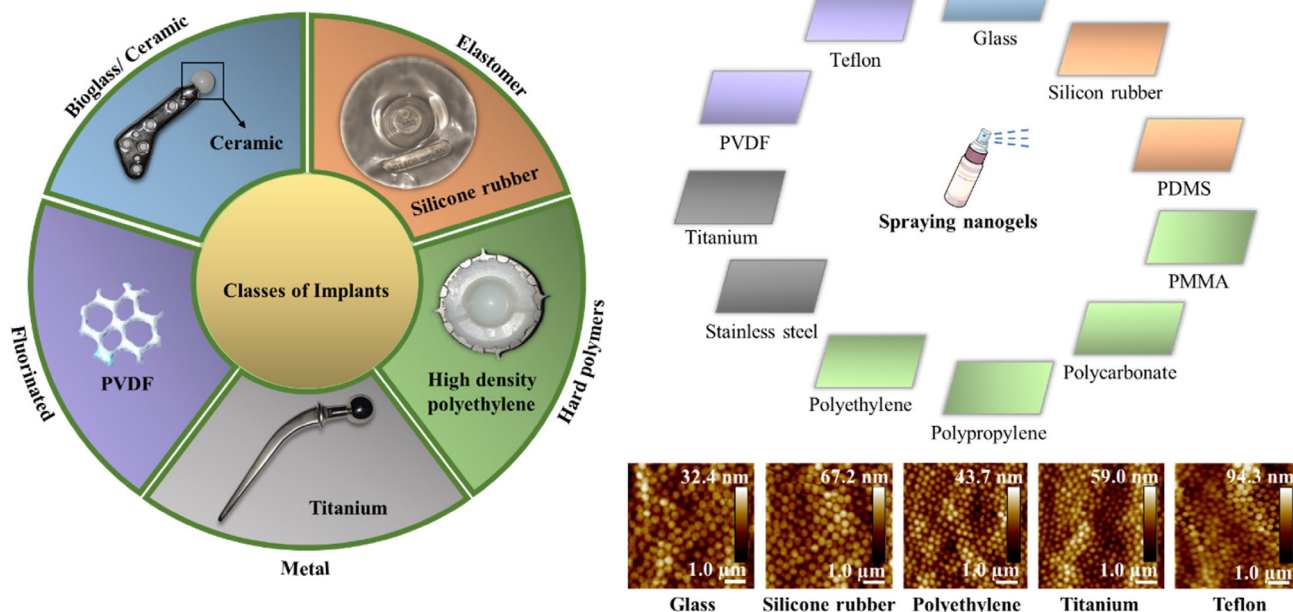 Bioglass/ Ceramic
Elastomer
Ceramic
Silicone rubber
Classes of Implants
Fluorinated
PVDF
High density
polyethylene
Hard polymers
Titanium
Metal
Teflon
Glass
Silicon rubber
PVDF
PDMS
Spraying nanogels
Titanium
PMMA
Stainless steel
Polycarbonate
Polyethylene
Polypropylene
32.4 nm
67.2 nm
43.7 nm
59.0 nm
94.3 nm
1.0 μm
1.0 μm
1.0 μm
1.0 μm
1.0 μm
Glass
Silicone rubber
Polyethylene
Titanium
Teflon